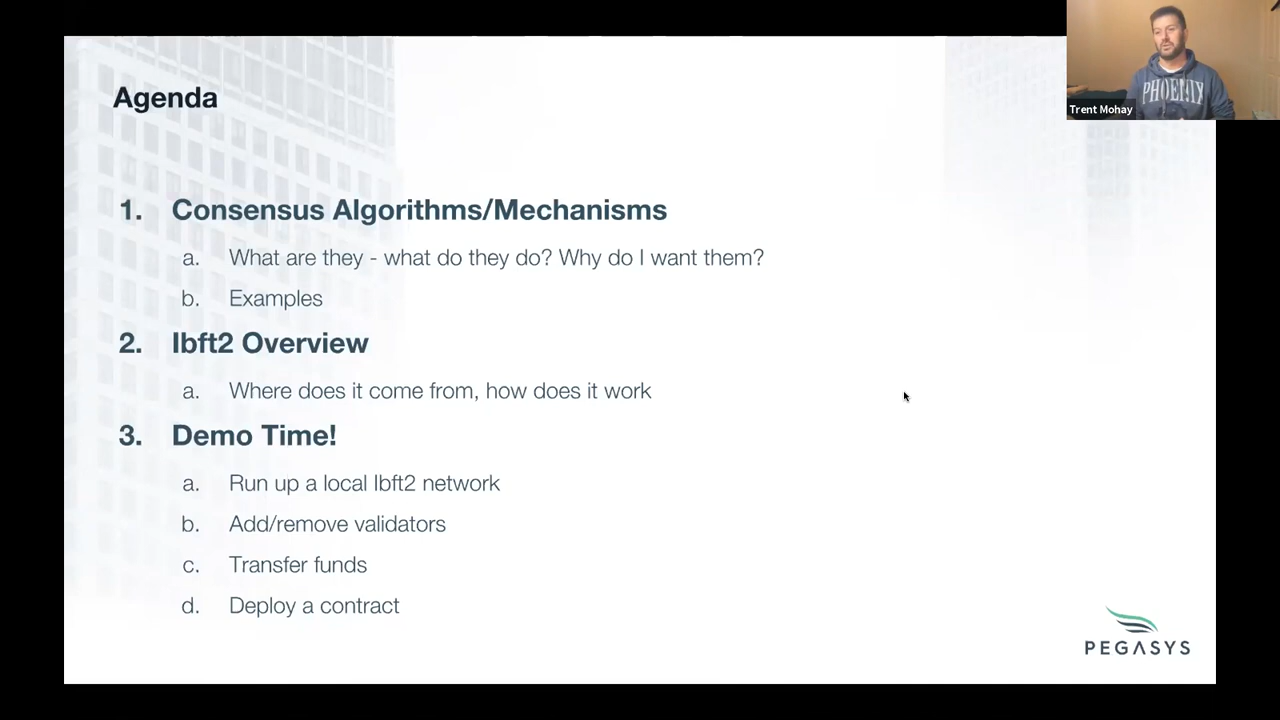 Agenda
1. Consensus Algorithms/Mechanisms
a. What are they - what do they do? Why do I want them?
b. Examples
2. Ibft2 Overview
a. Where does it come from, how does it work
3. Demo Time!
a. Run up a local Ibft2 network
b. Add/remove validators
c. Transfer funds
d. Deploy a contract
PEGASYS
PHOENIX
Trent Mohay